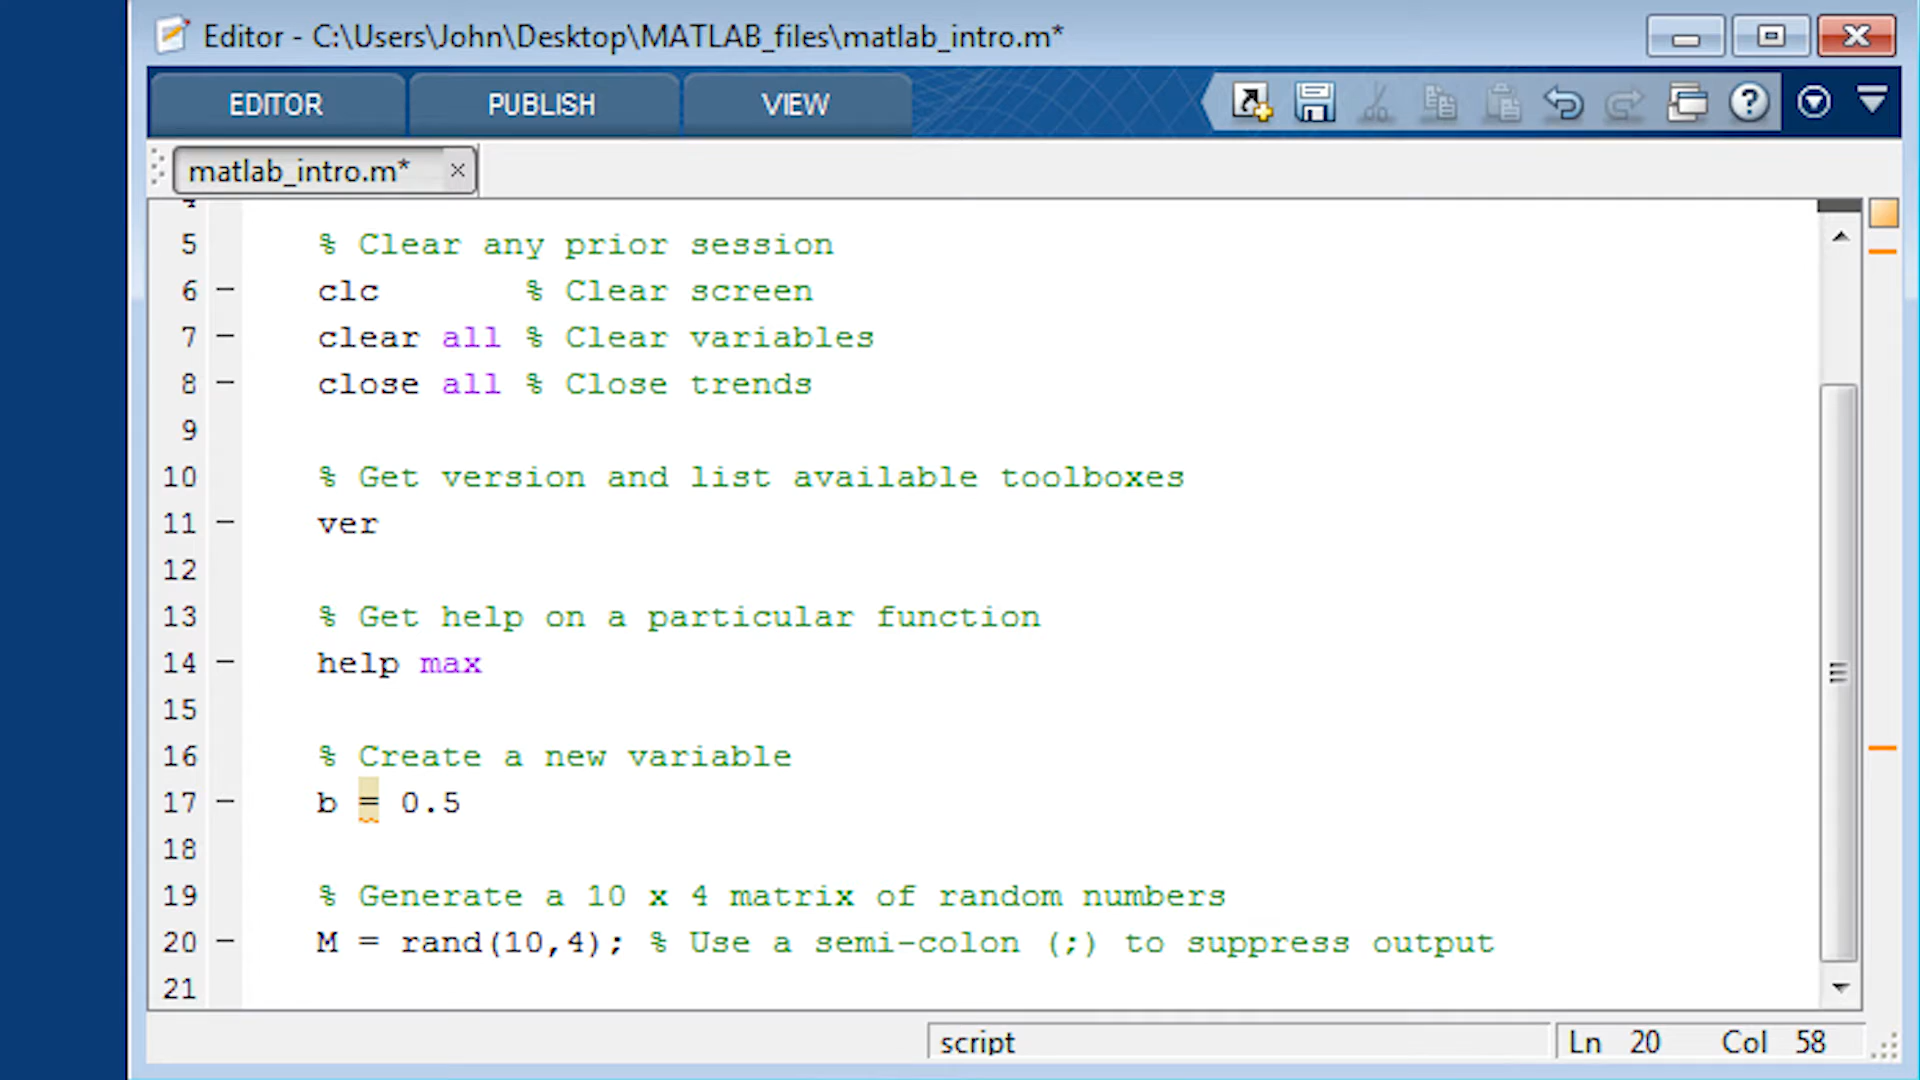 Editor - C:\Users\John\Desktop\MATLAB_files\matlab_intro.m*
EDITOR PUBLISH VIEW
matlab_intro.m*
5 % Clear any prior session
6 – clc % Clear screen
7 – clear all % Clear variables
8 – close all % Close trends
9
10 % Get version and list available toolboxes
11 – ver
12
13 % Get help on a particular function
14 – help max
15
16 % Create a new variable
17 – b = 0.5
18
19 % Generate a 10 x 4 matrix of random numbers
20 – M = rand(10,4); % Use a semi-colon (;) to suppress output
21
script Ln 20 Col 58